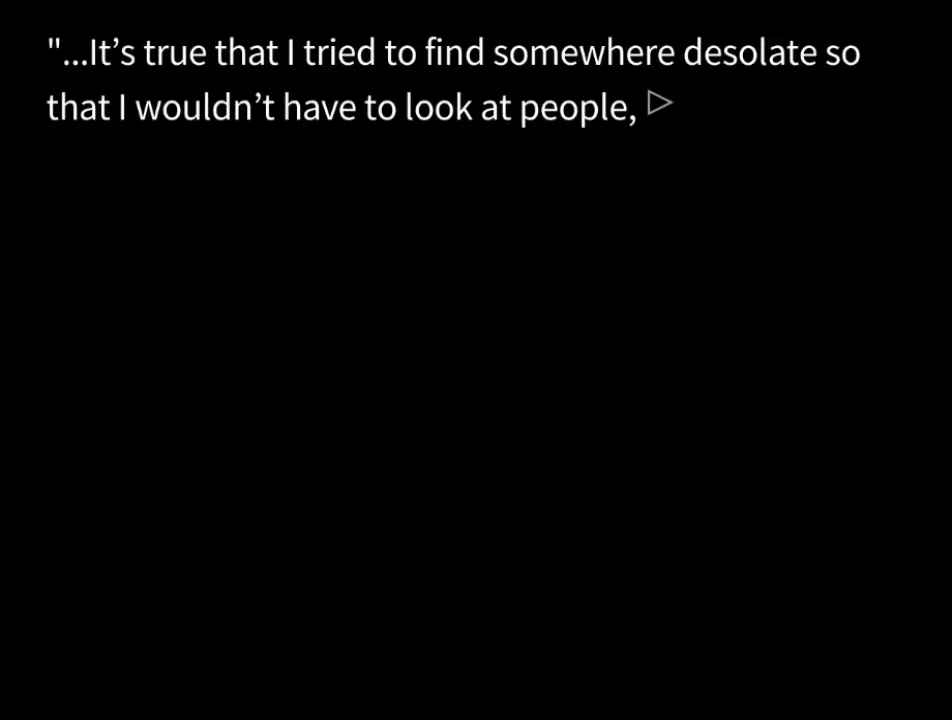 "...It’s true that I tried to find somewhere desolate so
that I wouldn’t have to look at people,